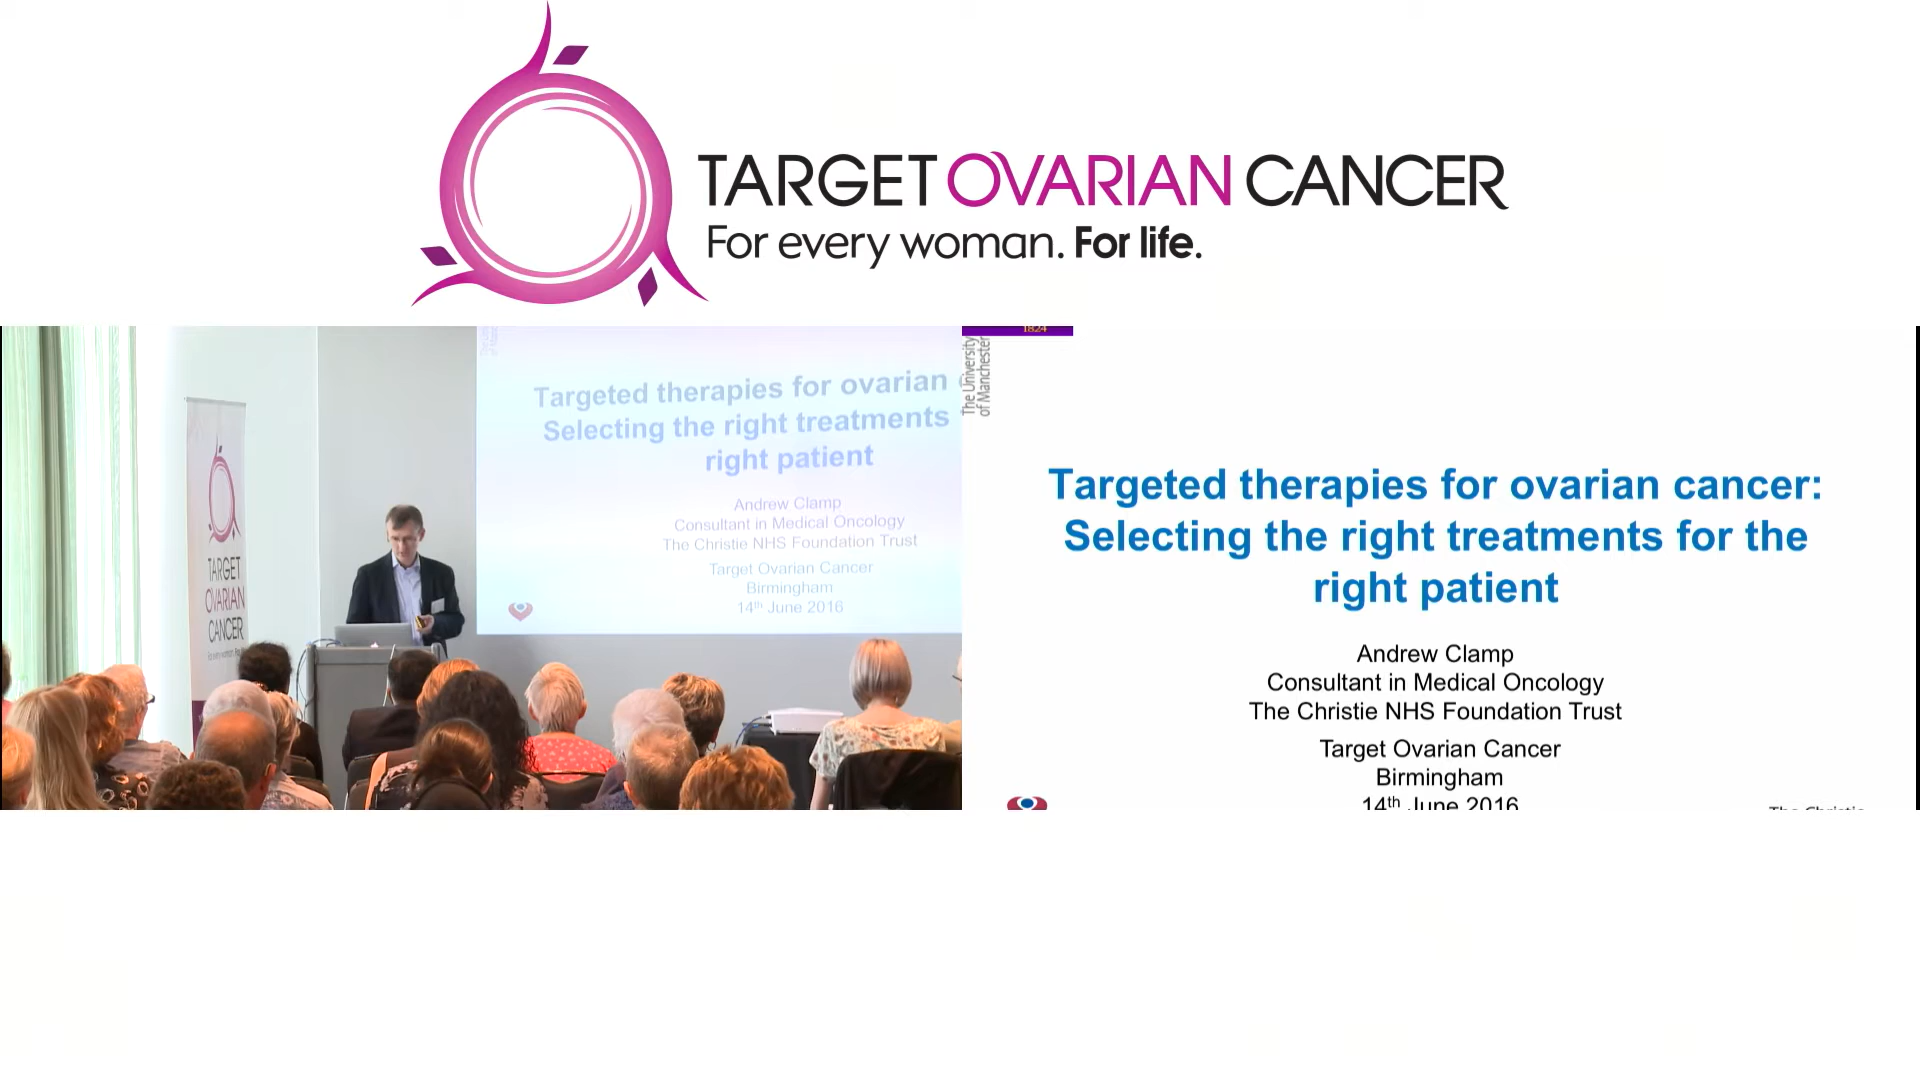 TARGET OVARIAN CANCER
For every woman. For life.
TARGET
OVARIAN
CANCER
Targeted therapies for ovarian
Selecting the right treatments
right patient
Andrew Clamp
Consultant in Medical Oncology
The Christie NHS Foundation Trust
Target Ovarian Cancer
Birmingham
14th June 2016
1824
The University
of Manchester
Targeted therapies for ovarian cancer:
Selecting the right treatments for the
right patient
Andrew Clamp
Consultant in Medical Oncology
The Christie NHS Foundation Trust
Target Ovarian Cancer
Birmingham
14th June 2016
The Christie